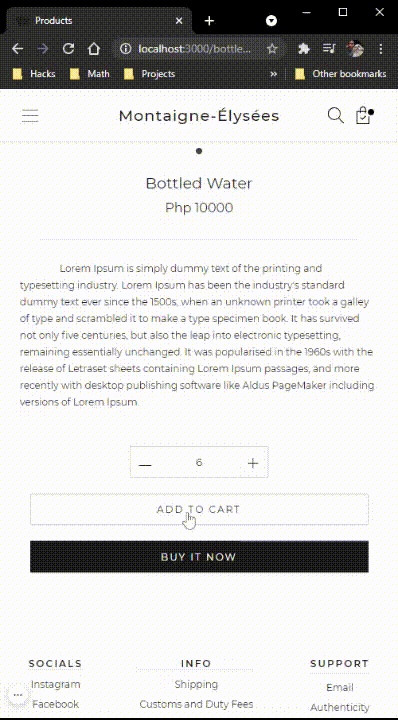 Products
localhost:3000/bottle...
Hacks
Math
Projects
»
Other bookmarks
Montaigne-Élysées
Bottled Water
Php 10000
Lorem Ipsum is simply dummy text of the printing and
typesetting industry. Lorem Ipsum has been the industry's standard
dummy text ever since the 1500s, when an unknown printer took a galley
of type and scrambled it to make a type specimen book. It has survived
not only five centuries, but also the leap into electronic typesetting,
remaining essentially unchanged. It was popularised in the 1960s with the
release of Letraset sheets containing Lorem Ipsum passages, and more
recently with desktop publishing software like Aldus PageMaker including
versions of Lorem Ipsum
— 6 +
ADD TO CART
BUY IT NOW
SOCIALS INFO SUPPORT
Instagram Shipping Email
Facebook Customs and Duty Fees Authenticity